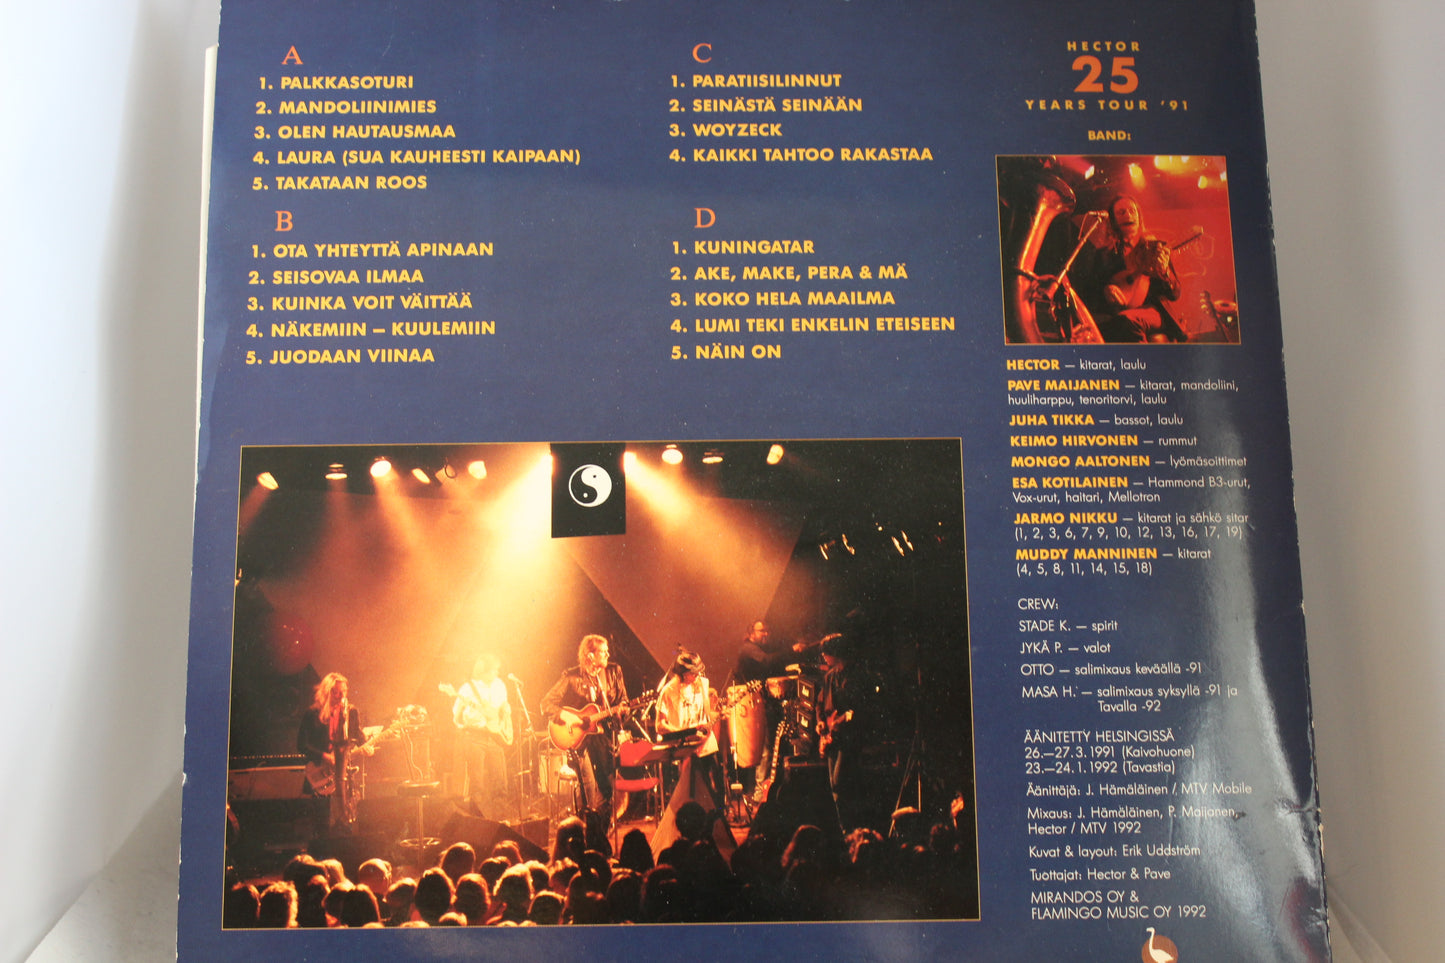 A
1. PALKKASOTURI
2. MANDOLIINIMIES
3. OLEN HAUTAUSMAA
4. LAURA (SUA KAUHEESTI KAIPAAN)
5. TAKATAAN ROOS
B
1. OTA YHTEYTTÄ APINAAN
2. SEISOVAA ILMAA
3. KUINKA VOIT VÄITTÄÄ
4. NÄKEMIIN – KUULEMIIN
5. JUODAAN VIINAA
C
1. PARATIISILINNUT
2. SEINÄSTÄ SEINÄÄN
3. WOYZECK
4. KAIKKI TAHTOO RAKASTAA
D
1. KUNINGATAR
2. AKE, MAKE, PERA & MÄ
3. KOKO HELA MAAILMA
4. LUMI TEKI ENKELIN ETEISEEN
5. NÄIN ON
HECTOR
25
YEARS TOUR '91
BAND:
HECTOR — kitarat, laulu
PAVE MAIJANEN — kitarat, mandoliini,
huuliharppu, tenoritorvi, laulu
JUHA TIKKA — bassot, laulu
KEIMO HIRVONEN — rummut
MONGO AALTONEN — lyömäsoittimet
ESA KOTILAINEN — Hammond B3-urut,
Vox-urut, haitari, Mellotron
JARMO NIKKU — kitarat ja sähkö sitar
(1, 2, 3, 6, 7, 9, 10, 12, 13, 16, 17, 19)
MUDDY MANNINEN — kitarat
(4, 5, 8, 11, 14, 15, 18)
CREW:
STADE K. — spirit
JYKÄ P. — valot
OTTO — salimixaus keväällä -91
MASA H. — salimixaus syksyllä -91 ja
Tavalla -92
ÄÄNITETTY HELSINGISSÄ
26.—27.3.1991 (Kaivohuone)
23.—24.1.1992 (Tavastia)
Äänittäjä: J. Hämäläinen / MTV Mobile
Mixaus: J. Hämäläinen, P. Maijanen,
Hector / MTV 1992
Kuvat & layout: Erik Uddström
Tuottajat: Hector & Pave
MIRANDOS OY &
FLAMINGO MUSIC OY 1992